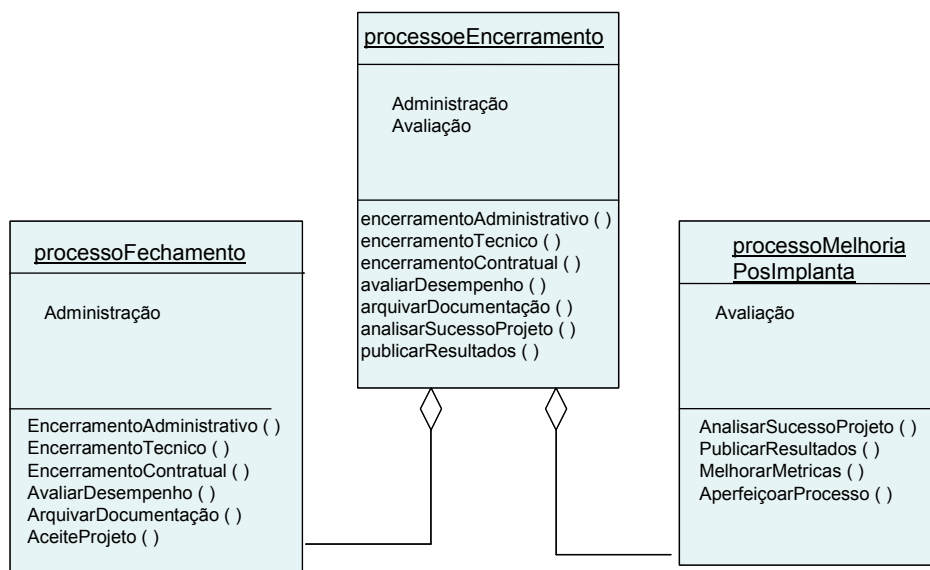 processoeEncerramento
Administração
Avaliação
encerramentoAdministrativo ( )
encerramentoTecnico ( )
encerramentoContratual ( )
avaliarDesempenho ( )
arquivarDocumentação ( )
analisarSucessoProjeto ( )
publicarResultados ( )
processoFechamento
Administração
EncerramentoAdministrativo ( )
EncerramentoTecnico ( )
EncerramentoContratual ( )
AvaliarDesempenho ( )
ArquivarDocumentação ( )
AceiteProjeto ( )
processoMelhoria
PosImplanta
Avaliação
AnalisarSucessoProjeto ( )
PublicarResultados ( )
MelhorarMetricas ( )
AperfeiçoarProcesso ( )